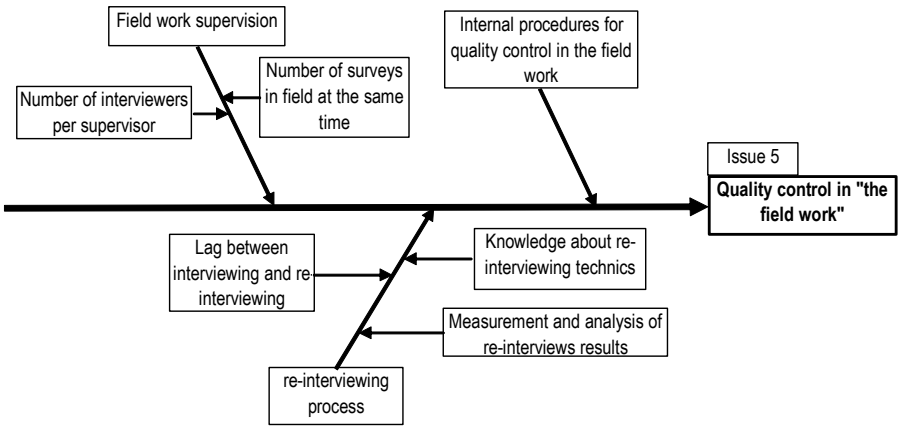 Field work supervision
Internal procedures for
quality control in the field
work
Number of surveys
in field at the same
time
Number of interviewers
per supervisor
Issue 5
Quality control in "the
field work"
Lag between
interviewing and re-
interviewing
Knowledge about re-
interviewing technics
Measurement and analysis of
re-interviews results
re-interviewing
process